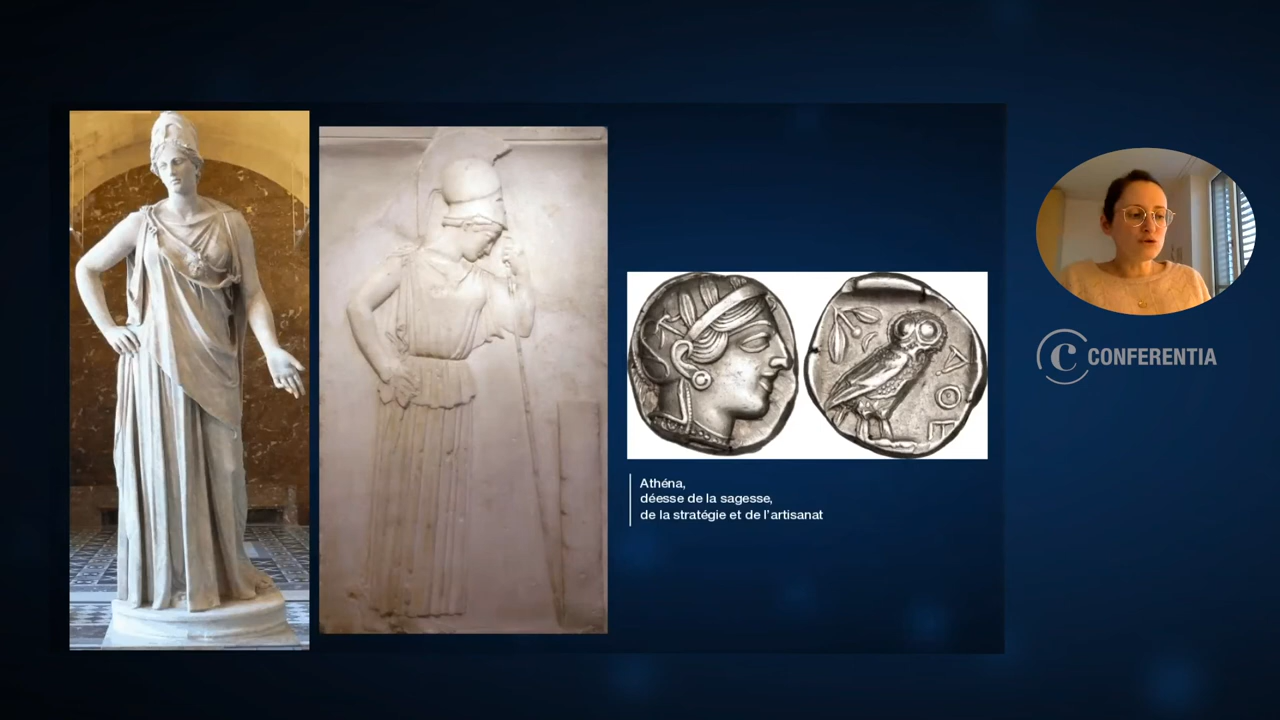 ΑΘΕ
Athéna,
déesse de la sagesse,
de la stratégie et de l'artisanat
C CONFERENTIA